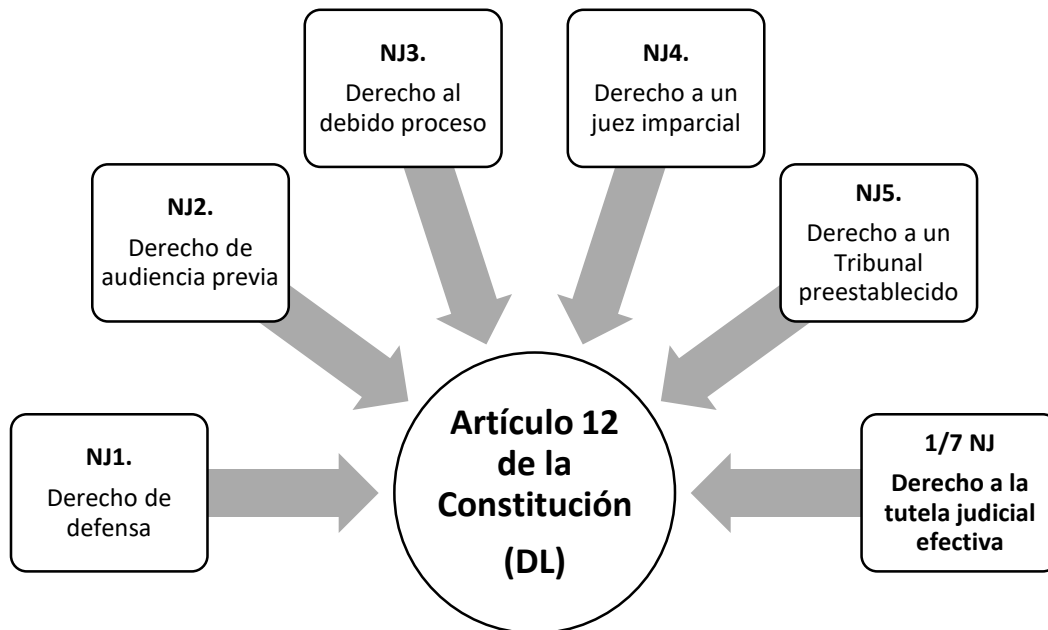 NJ1.
Derecho de
defensa
NJ2.
Derecho de
audiencia previa
NJ3.
Derecho al
debido proceso
NJ4.
Derecho a un
juez imparcial
NJ5.
Derecho a un
Tribunal
preestablecido
1/7 NJ
Derecho a la
tutela judicial
efectiva
Artículo 12
de la
Constitución
(DL)